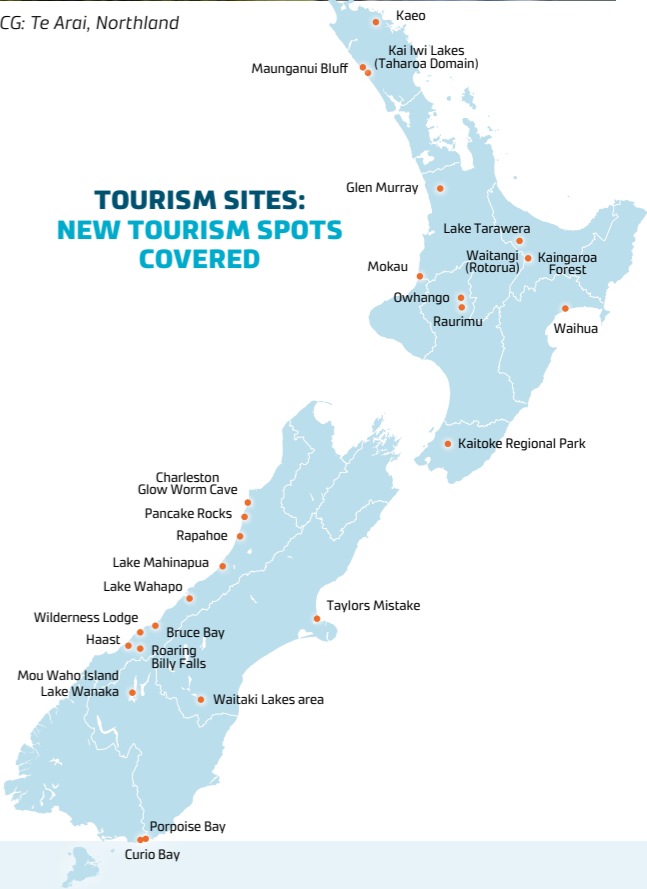 CG: Te Arai, Northland
Kaeo
Kai Iwi Lakes
(Taharoa Domain)
Maunganui Bluff
Glen Murray
TOURISM SITES:
NEW TOURISM SPOTS
COVERED
Lake Tarawera
Waitangi
(Rotorua)
Kaingaroa
Forest
Mokau
Owhango
Raurimu
Waihua
Kaitoke Regional Park
Charleston
Glow Worm Cave
Pancake Rocks
Rapahoe
Lake Mahinapua
Lake Wahapo
Taylors Mistake
Wilderness Lodge
Bruce Bay
Haast
Roaring
Billy Falls
Mou Waho Island
Lake Wanaka
Waitaki Lakes area
Porpoise Bay
Curio Bay